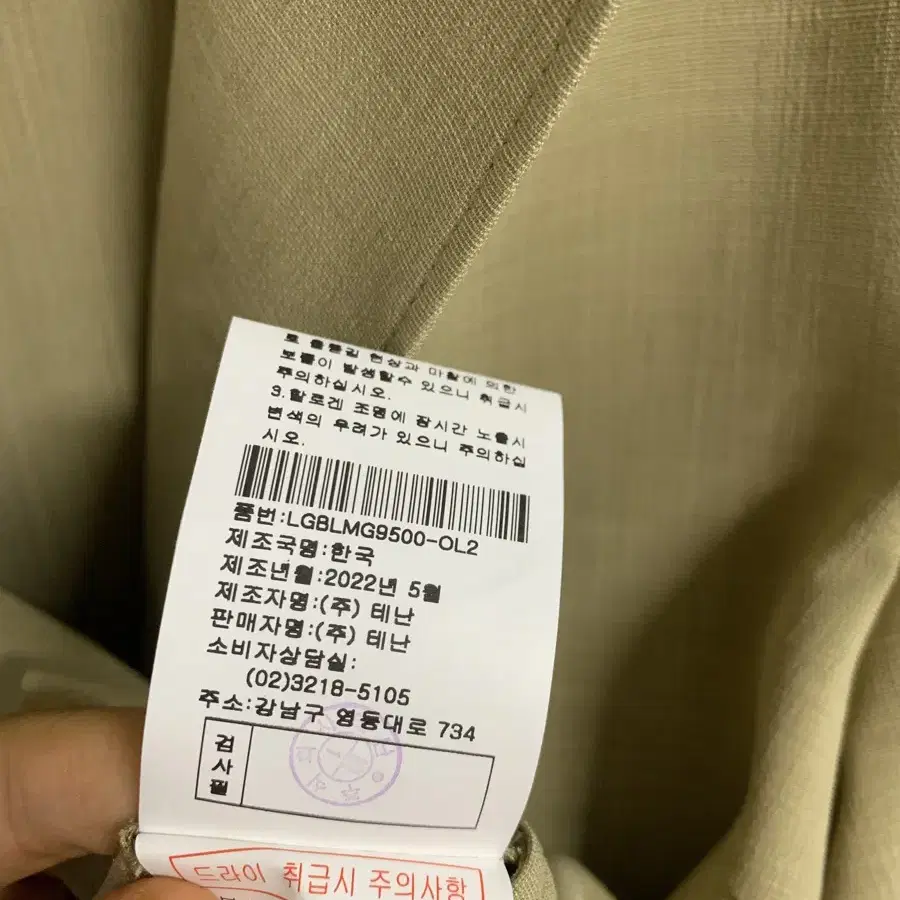 현상과 마찰에 의한
보풀이 발생할수 있으니 취급시
주의하십시오.
3.할로겐 조명에 장시간 노출시
변색의 우려가 있으니 주의하십
시오.
품번:LGBLMG9500-OL2
제조국명:한국
제조년월:2022년 5월
제조자명:(주) 테난
판매자명:(주) 테난
소비자상담실:
(02)3218-5105
주소:강남구 영동대로 734
검
사
필
드라이 취급시 주의사항